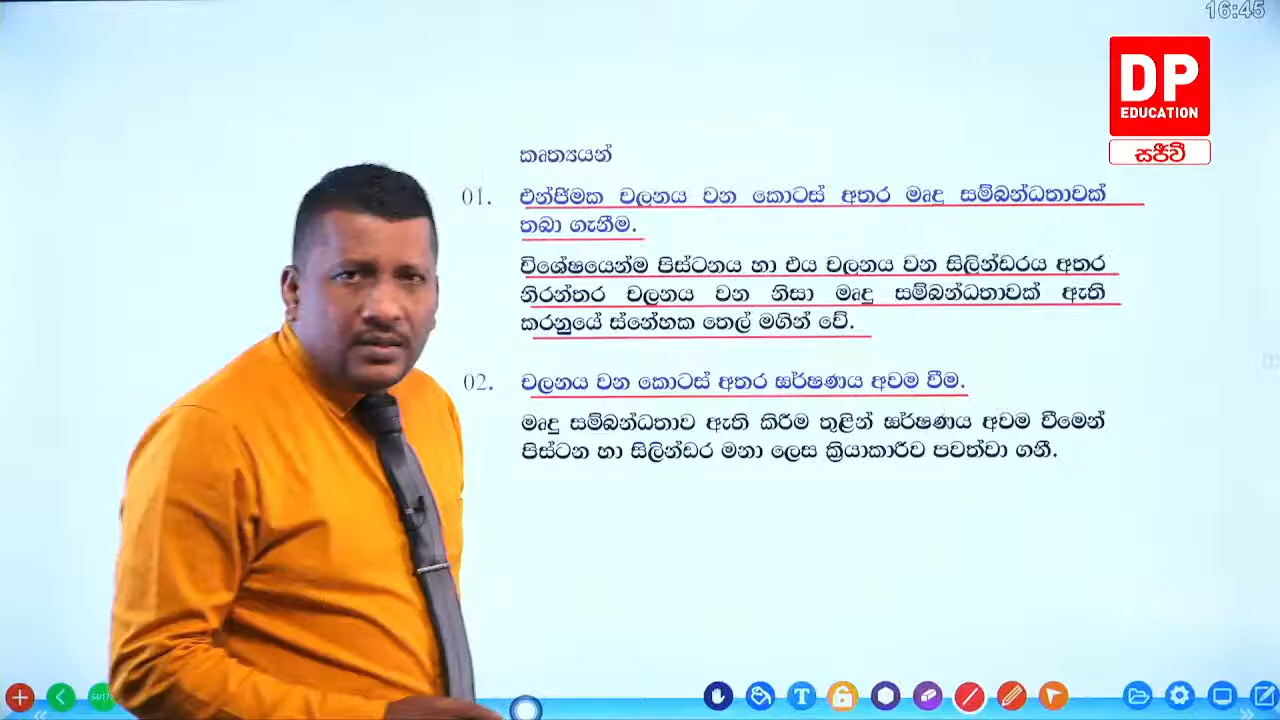 16:45
DP
EDUCATION
සජීවී
කෘත්‍යයන්
01. එන්ජිමක චලනය වන කොටස් අතර මෘදු සම්බන්ධතාවක්
තබා ගැනීම.
විශේෂයෙන්ම පිස්ටනය හා එය චලනය වන සිලින්ඩරය අතර
නිරන්තර චලනය වන නිසා මෘදු සම්බන්ධතාවක් ඇති
කරනුයේ ස්නේහක තෙල් මගින් වේ.
02. චලනය වන කොටස් අතර ඝර්ෂණය අවම වීම.
මෘදු සම්බන්ධතාව ඇති කිරීම තුළින් ඝර්ෂණය අවම වීමෙන්
පිස්ටන හා සිලින්ඩර මනා ලෙස ක්‍රියාකාරීව පවත්වා ගනී.
T